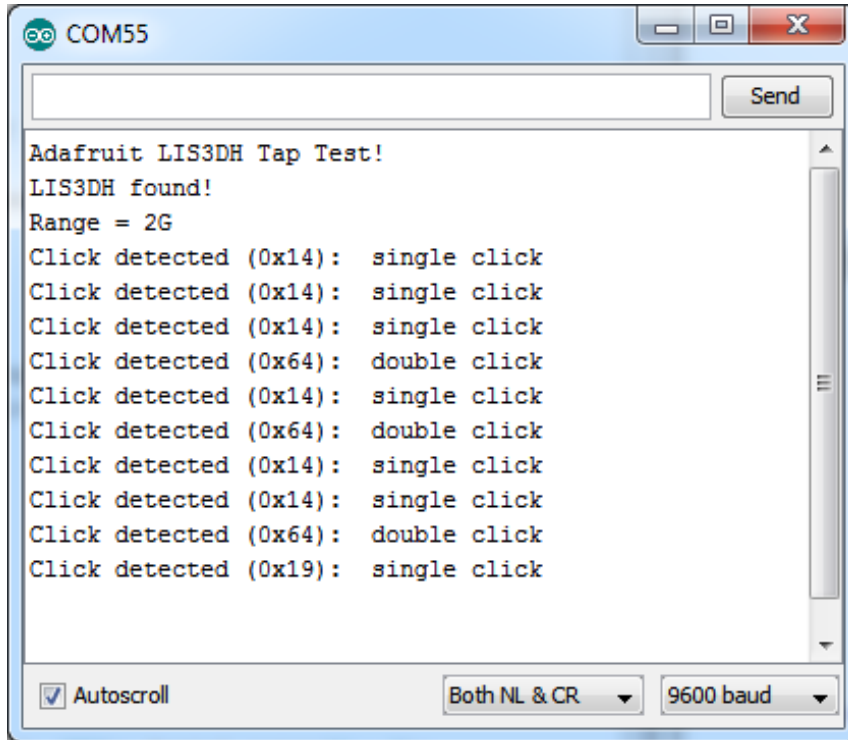 COM55
Send
Adafruit LIS3DH Tap Test!
LIS3DH found!
Range = 2G
Click detected (0x14):  single click
Click detected (0x14):  single click
Click detected (0x14):  single click
Click detected (0x64):  double click
Click detected (0x14):  single click
Click detected (0x64):  double click
Click detected (0x14):  single click
Click detected (0x14):  single click
Click detected (0x64):  double click
Click detected (0x19):  single click
Autoscroll
Both NL & CR
9600 baud